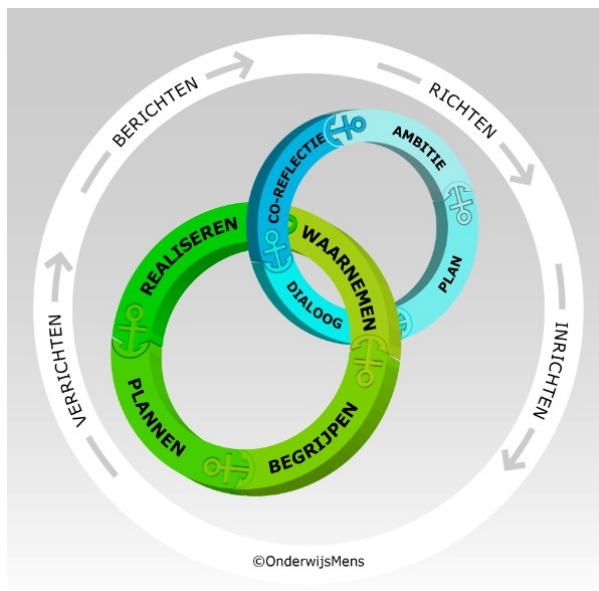 BERICHTEN
RICHTEN
INRICHTEN
VERRICHTEN
CO-REFLECTIE
AMBITIE
PLAN
DIALOOG
REALISEREN
WAARNEMEN
BEGRIJPEN
PLANNEN
©OnderwijsMens